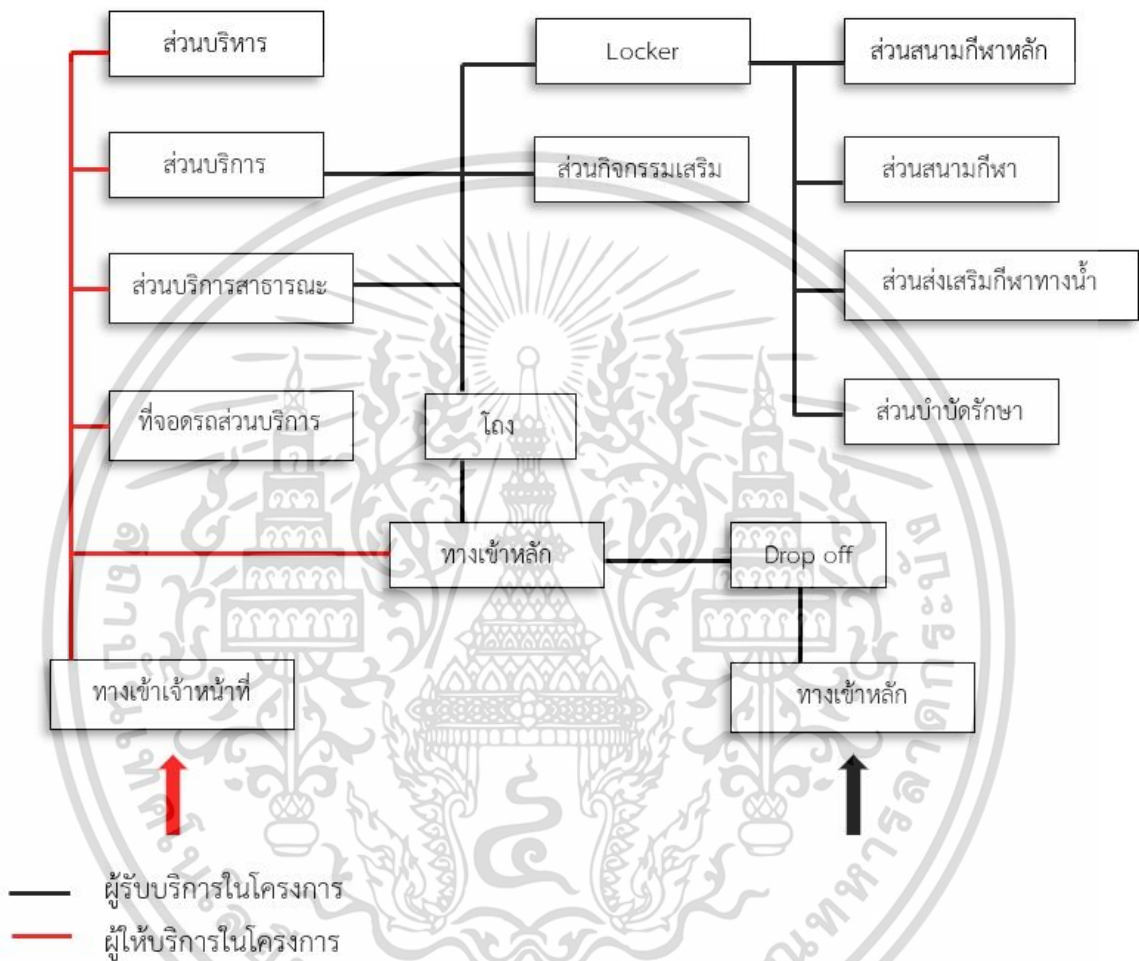 ส่วนบริหาร
Locker
ส่วนสนามกีฬาหลัก
ส่วนบริการ
ส่วนกิจกรรมเสริม
ส่วนสนามกีฬา
ส่วนบริการสาธารณะ
ส่วนส่งเสริมกีฬาทางน้ำ
ที่จอดรถส่วนบริการ
โถง
ส่วนบำบัดรักษา
ทางเข้าหลัก
Drop off
ทางเข้าเจ้าหน้าที่
ทางเข้าหลัก
ผู้รับบริการในโครงการ
ผู้ให้บริการในโครงการ